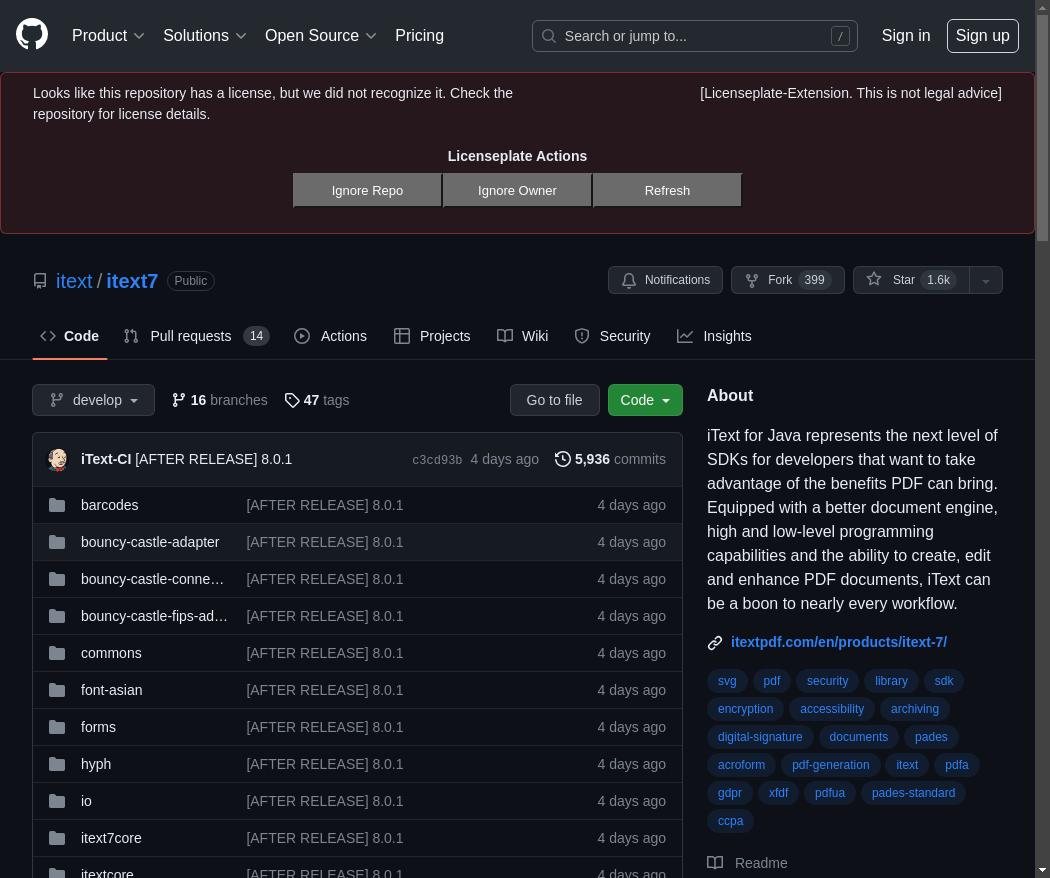 Product Solutions Open Source Pricing Search or jump to... / Sign in Sign up
Looks like this repository has a license, but we did not recognize it. Check the
repository for license details.
[Licenseplate-Extension. This is not legal advice]
Licenseplate Actions
Ignore Repo Ignore Owner Refresh
itext / itext7 Public
Notifications Fork 399 Star 1.6k
Code Pull requests 14 Actions Projects Wiki Security Insights
develop 16 branches 47 tags Go to file Code
iText-CI [AFTER RELEASE] 8.0.1 c3cd93b 4 days ago 5,936 commits
barcodes [AFTER RELEASE] 8.0.1 4 days ago
bouncy-castle-adapter [AFTER RELEASE] 8.0.1 4 days ago
bouncy-castle-conne… [AFTER RELEASE] 8.0.1 4 days ago
bouncy-castle-fips-ad… [AFTER RELEASE] 8.0.1 4 days ago
commons [AFTER RELEASE] 8.0.1 4 days ago
font-asian [AFTER RELEASE] 8.0.1 4 days ago
forms [AFTER RELEASE] 8.0.1 4 days ago
hyph [AFTER RELEASE] 8.0.1 4 days ago
io [AFTER RELEASE] 8.0.1 4 days ago
itext7core [AFTER RELEASE] 8.0.1 4 days ago
itextcore [AFTER RELEASE] 8.0.1 4 days ago
About
iText for Java represents the next level of
SDKs for developers that want to take
advantage of the benefits PDF can bring.
Equipped with a better document engine,
high and low-level programming
capabilities and the ability to create, edit
and enhance PDF documents, iText can
be a boon to nearly every workflow.
itextpdf.com/en/products/itext-7/
svg pdf security library sdk
encryption accessibility archiving
digital-signature documents pades
acroform pdf-generation itext pdfa
gdpr xfdf pdfua pades-standard
ccpa
Readme